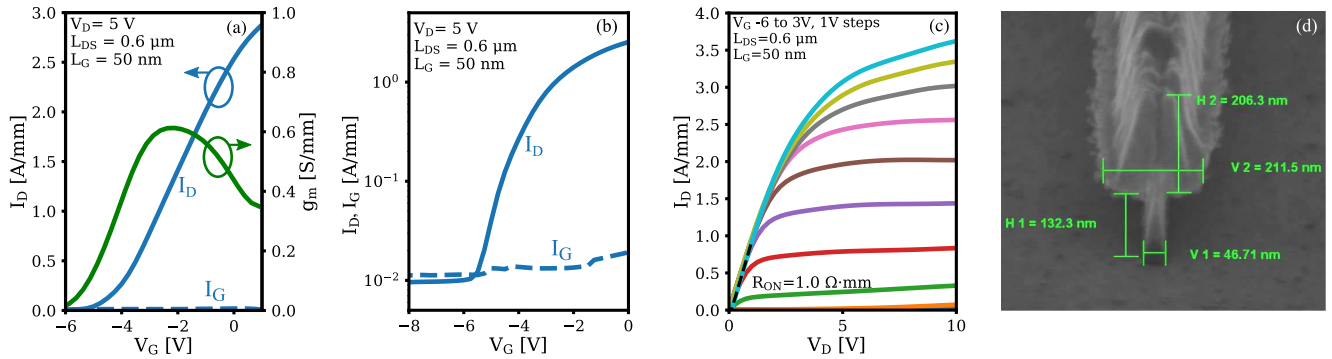 (a)
V_D= 5 V
L_DS = 0.6 μm
L_G = 50 nm
I_D
I_G
I_D [A/mm]
3.0
2.5
2.0
1.5
1.0
0.5
0.0
g_m [S/mm]
1.0
0.8
0.6
0.4
0.2
0.0
−6
−4
−2
0
V_G [V]
(b)
V_D= 5 V
L_DS = 0.6 μm
L_G = 50 nm
I_D
I_G
I_D, I_G [A/mm]
10^0
10^−1
10^−2
−8
−6
−4
−2
0
V_G [V]
(c)
V_G -6 to 3V, 1V steps
L_DS=0.6 μm
L_G=50 nm
R_ON=1.0 Ω·mm
I_D [A/mm]
4.0
3.5
3.0
2.5
2.0
1.5
1.0
0.5
0.0
0
5
10
V_D [V]
(d)
H 2 = 206.3 nm
V 2 = 211.5 nm
H 1 = 132.3 nm
V 1 = 46.71 nm